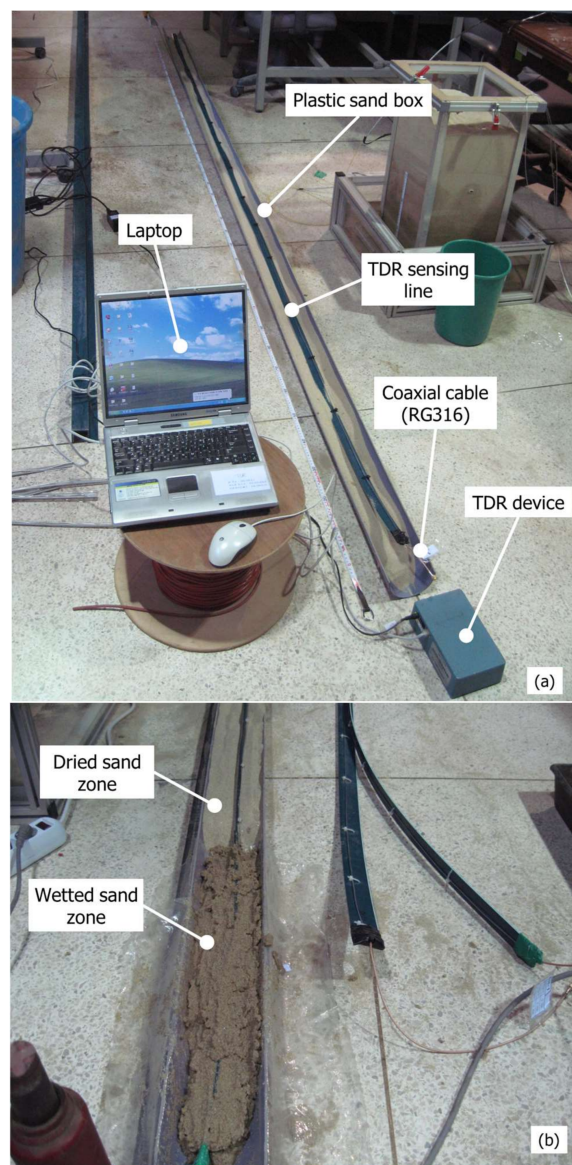 Plastic sand box
Laptop
TDR sensing
line
Coaxial cable
(RG316)
TDR device
(a)
Dried sand
zone
Wetted sand
zone
(b)